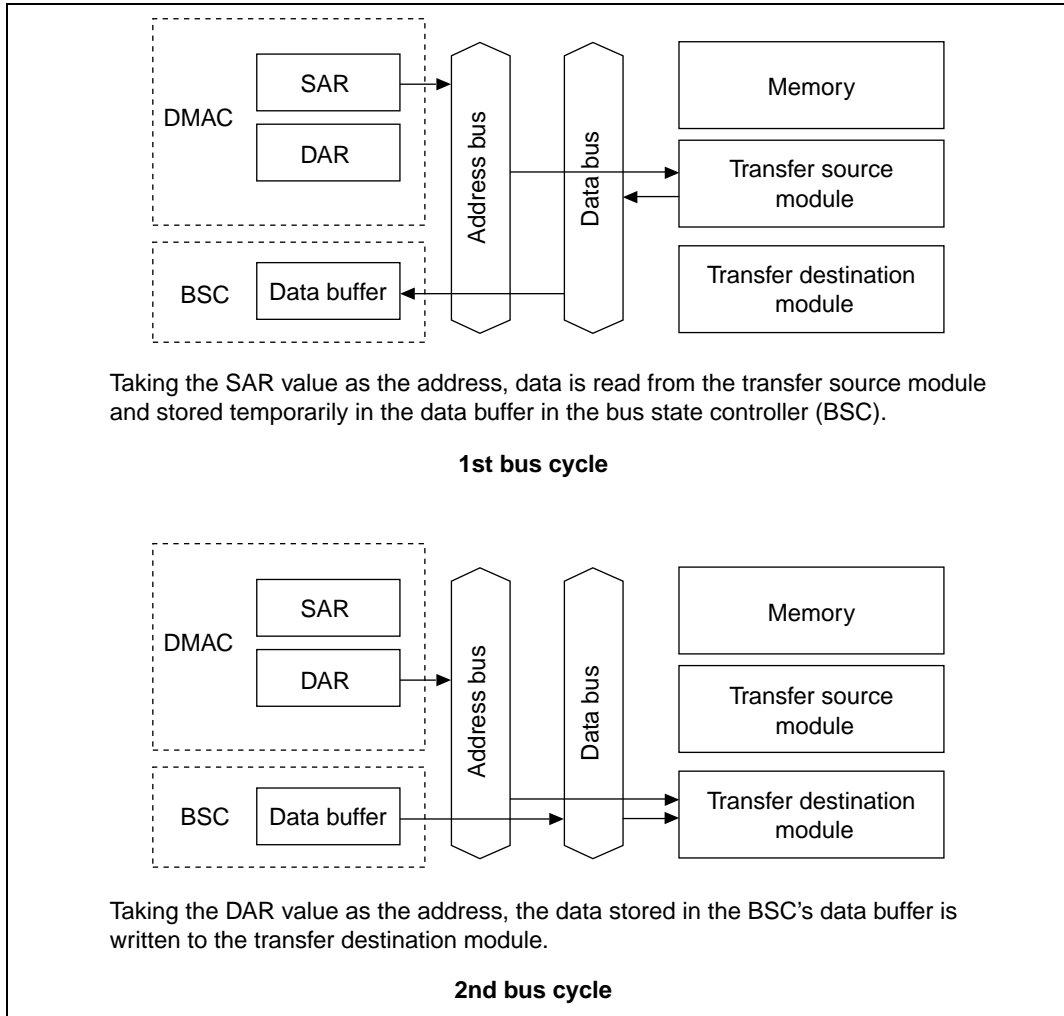 SAR
DMAC
DAR
BSC
Data buffer
Address bus
Data bus
Memory
Transfer source
module
Transfer destination
module
Taking the SAR value as the address, data is read from the transfer source module
and stored temporarily in the data buffer in the bus state controller (BSC).
1st bus cycle
SAR
DMAC
DAR
BSC
Data buffer
Address bus
Data bus
Memory
Transfer source
module
Transfer destination
module
Taking the DAR value as the address, the data stored in the BSC's data buffer is
written to the transfer destination module.
2nd bus cycle